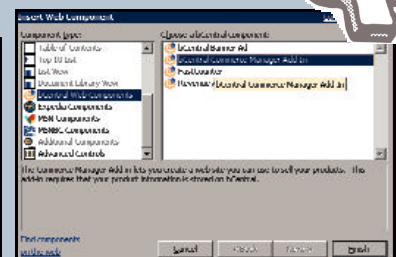 Insert Web Component
Component type:
Table of Contents
Top 10 List
List View
Document Library View
bCentral Web Components
Expedia Components
MSN Components
MSNBC Components
Additional Components
Advanced Controls
Choose a bCentral component:
bCentral Banner Ad
bCentral Commerce Manager Add In
FastCounter
Revenue
bCentral Commerce Manager Add In
The Commerce Manager Add in lets you create a web site you can use to sell your products. This
add-in requires that your product information is stored on bCentral.
Find components
on the web
Cancel
< Back
Next >
Finish